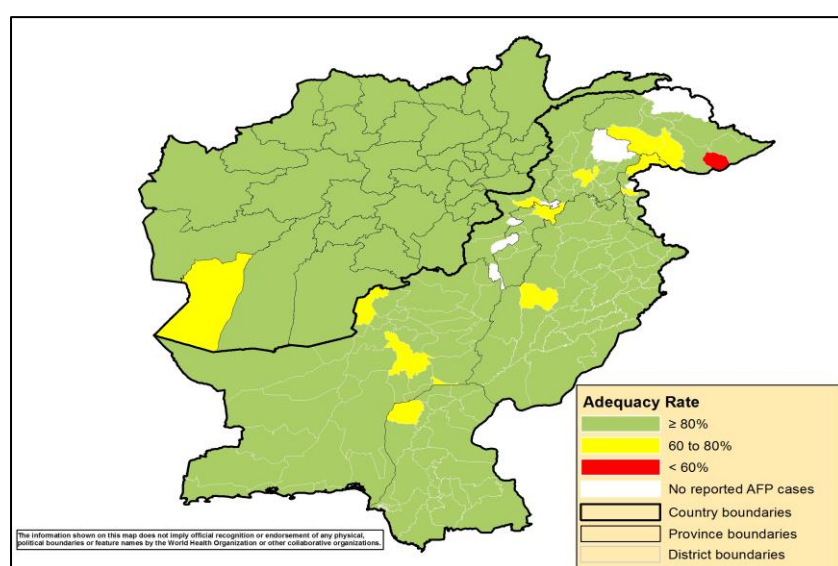 Adequacy Rate
≥ 80%
60 to 80%
< 60%
No reported AFP cases
Country boundaries
Province boundaries
District boundaries
The information shown on this map does not imply official recognition or endorsement of any physical,
political boundaries or feature names by the World Health Organization or other collaborative organizations.